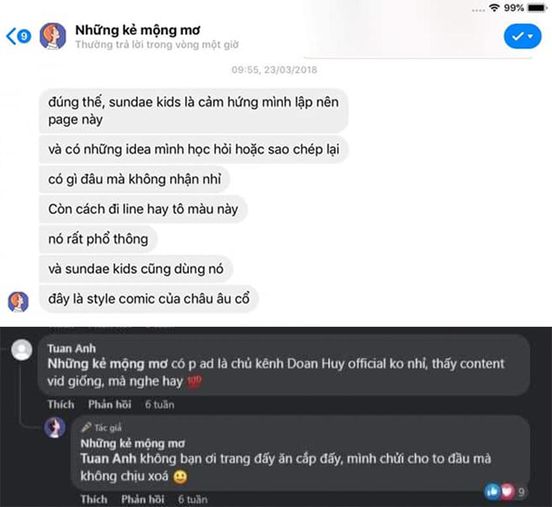 99%
9
Những kẻ mộng mơ
Thường trả lời trong vòng một giờ
09:55, 23/03/2018
đúng thế, sundae kids là cảm hứng mình lập nên
page này
và có những idea mình học hỏi hoặc sao chép lại
có gì đâu mà không nhận nhỉ
Còn cách đi line hay tô màu này
nó rất phổ thông
và sundae kids cũng dùng nó
đây là style comic của châu âu cổ
Tuan Anh
Những kẻ mộng mơ có p ad là chủ kênh Doan Huy official ko nhỉ, thấy content
vid giống, mà nghe hay 💯
Thích Phản hồi 6 tuần
Tác giả
Những kẻ mộng mơ
Tuan Anh không bạn ơi trang đấy ăn cắp đấy, mình chửi cho to đầu mà
không chịu xoá 😀
Thích Phản hồi 6 tuần
9